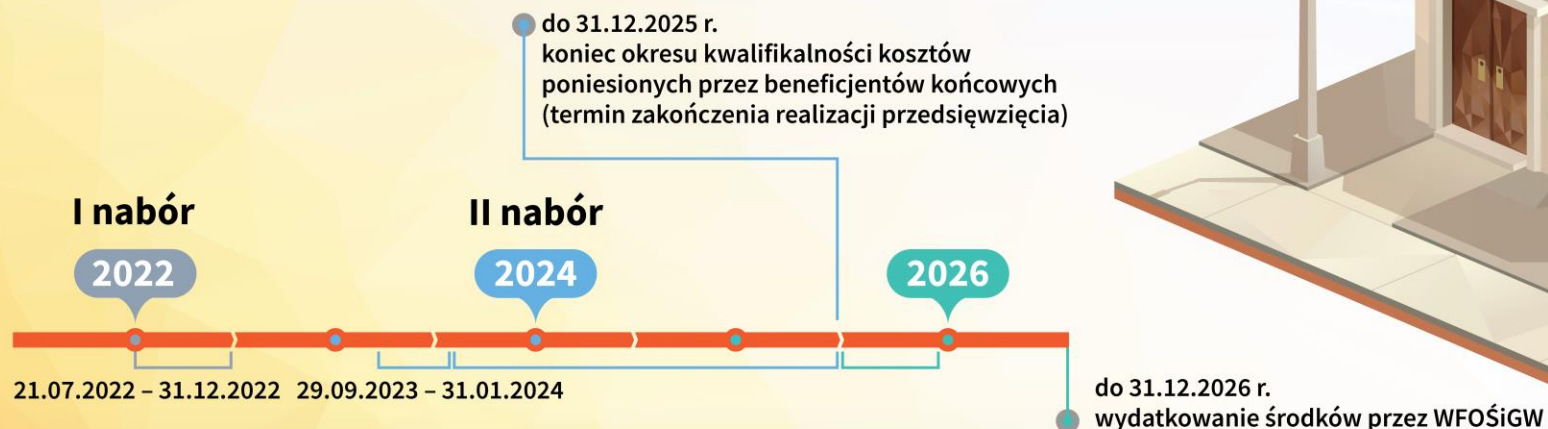 do 31.12.2025 r.
koniec okresu kwalifikalności kosztów
poniesionych przez beneficjentów końcowych
(termin zakończenia realizacji przedsięwzięcia)
I nabór
II nabór
2022
2024
2026
21.07.2022 – 31.12.2022
29.09.2023 – 31.01.2024
do 31.12.2026 r.
wydatkowanie środków przez WFOŚiGW